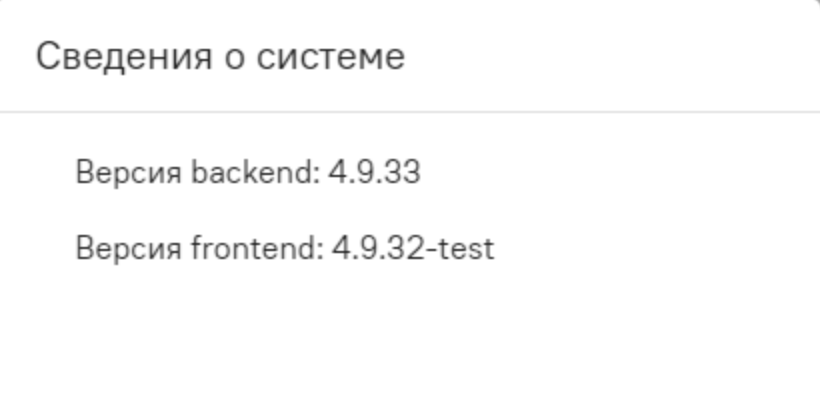 Сведения о системе
Версия backend: 4.9.33
Версия frontend: 4.9.32-test